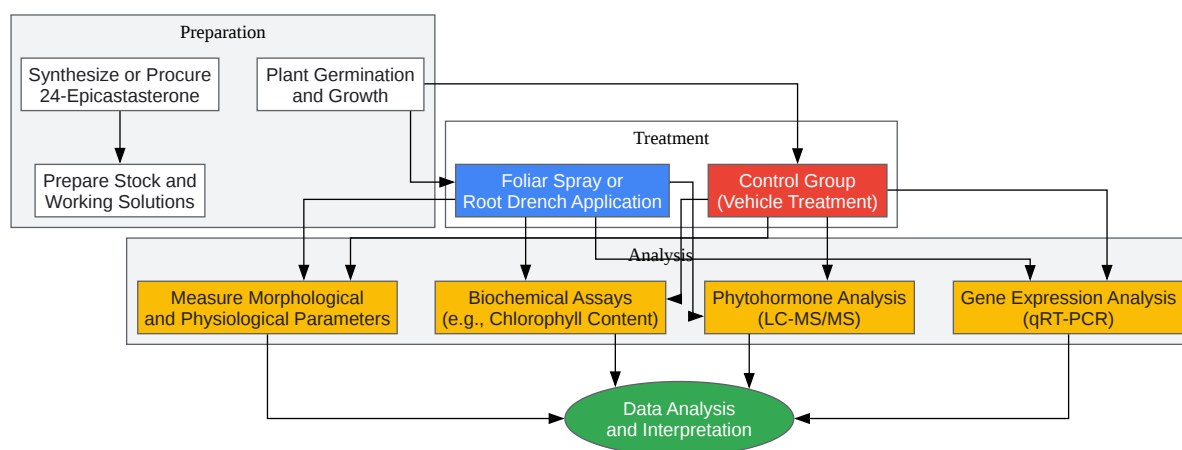 Preparation
Synthesize or Procure
24-Epicastasterone
Plant Germination
and Growth
Prepare Stock and
Working Solutions
Treatment
Foliar Spray or
Root Drench Application
Control Group
(Vehicle Treatment)
Analysis
Measure Morphological
and Physiological Parameters
Biochemical Assays
(e.g., Chlorophyll Content)
Phytohormone Analysis
(LC-MS/MS)
Gene Expression Analysis
(qRT-PCR)
Data Analysis
and Interpretation